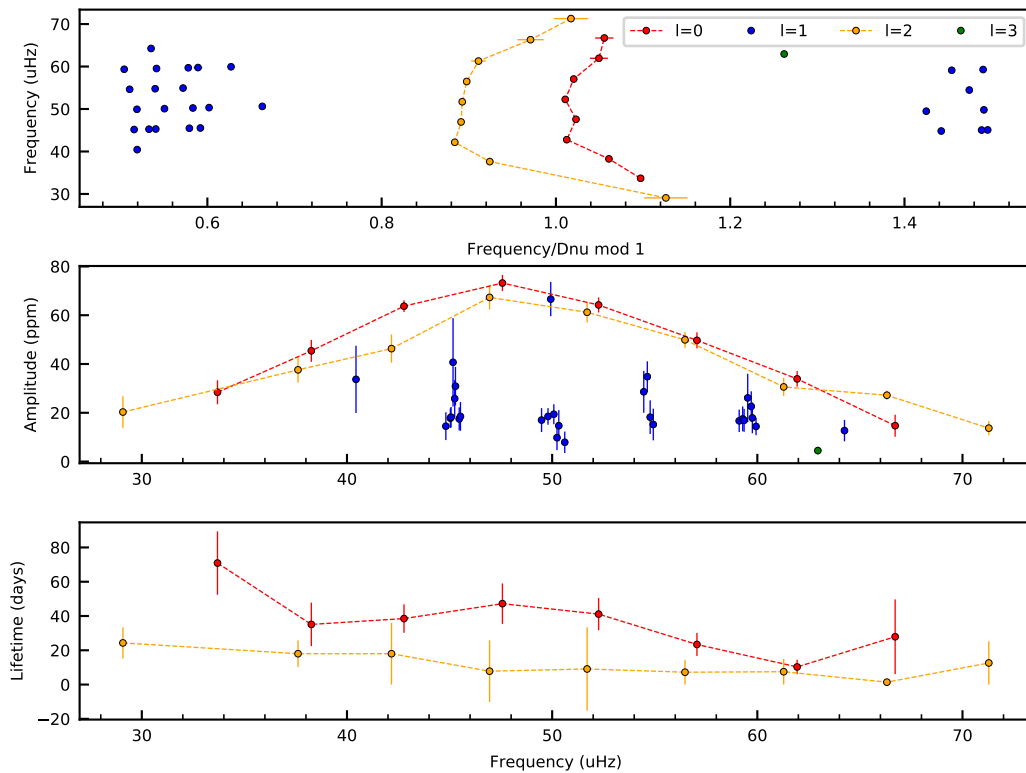 70
60
50
40
30
Frequency (uHz)
l=0 l=1 l=2 l=3
0.6 0.8 1.0 1.2 1.4
Frequency/Dnu mod 1
80
60
40
20
0
Amplitude (ppm)
30 40 50 60 70
80
60
40
20
0
−20
Lifetime (days)
30 40 50 60 70
Frequency (uHz)